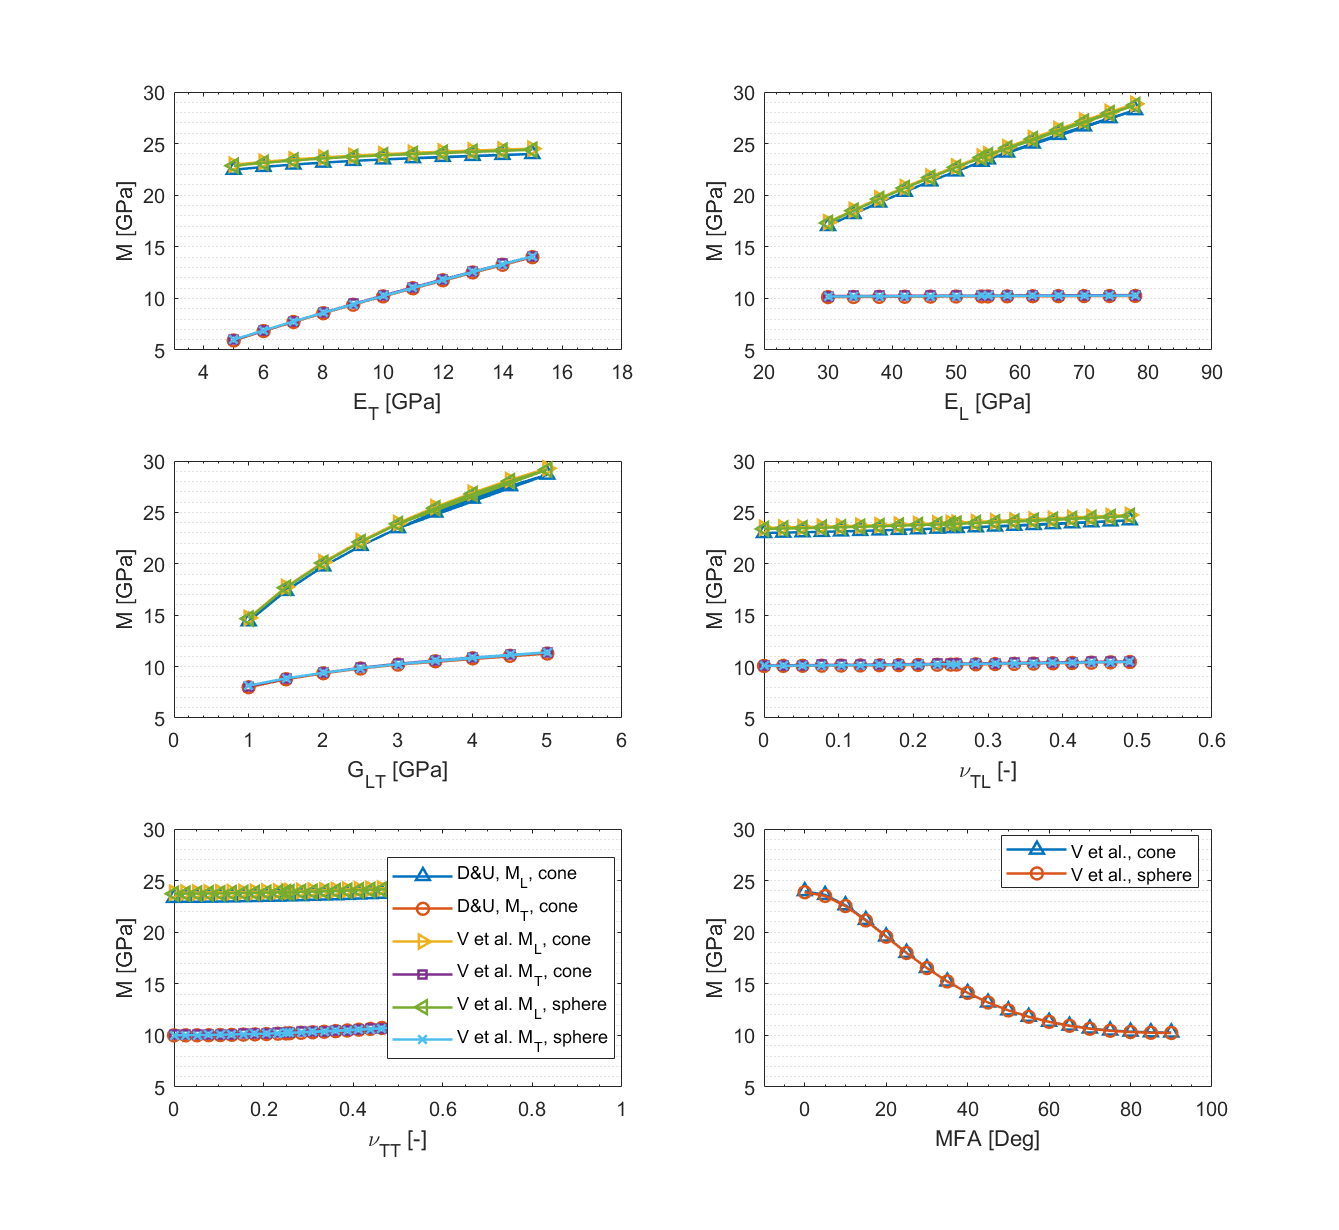 30
25
20
15
10
5
M [GPa]
4 6 8 10 12 14 16 18
E_T [GPa]
30
25
20
15
10
5
M [GPa]
20 30 40 50 60 70 80 90
E_L [GPa]
30
25
20
15
10
5
M [GPa]
0 1 2 3 4 5 6
G_LT [GPa]
30
25
20
15
10
5
M [GPa]
0 0.1 0.2 0.3 0.4 0.5 0.6
ν_TL [-]
30
25
20
15
10
5
M [GPa]
D&U, M_L, cone
D&U, M_T, cone
V et al. M_L, cone
V et al. M_T, cone
V et al. M_L, sphere
V et al. M_T, sphere
0 0.2 0.4 0.6 0.8 1
ν_TT [-]
30
25
20
15
10
5
M [GPa]
V et al., cone
V et al., sphere
0 20 40 60 80 100
MFA [Deg]